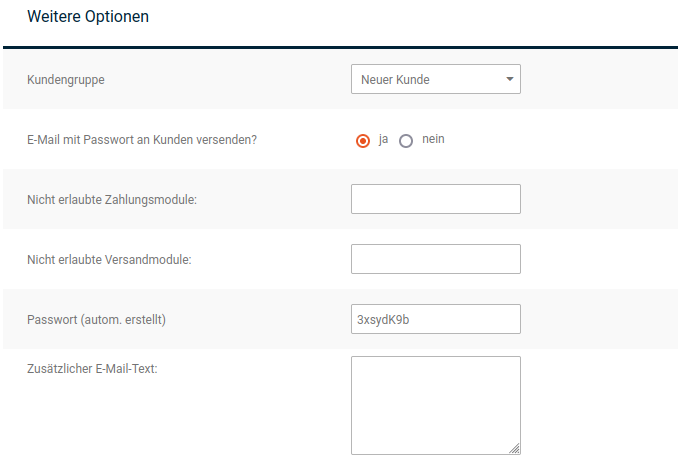 Weitere Optionen
Kundengruppe
Neuer Kunde
E-Mail mit Passwort an Kunden versenden?
ja nein
Nicht erlaubte Zahlungsmodule:
Nicht erlaubte Versandmodule:
Passwort (autom. erstellt)
3xsydK9b
Zusätzlicher E-Mail-Text: